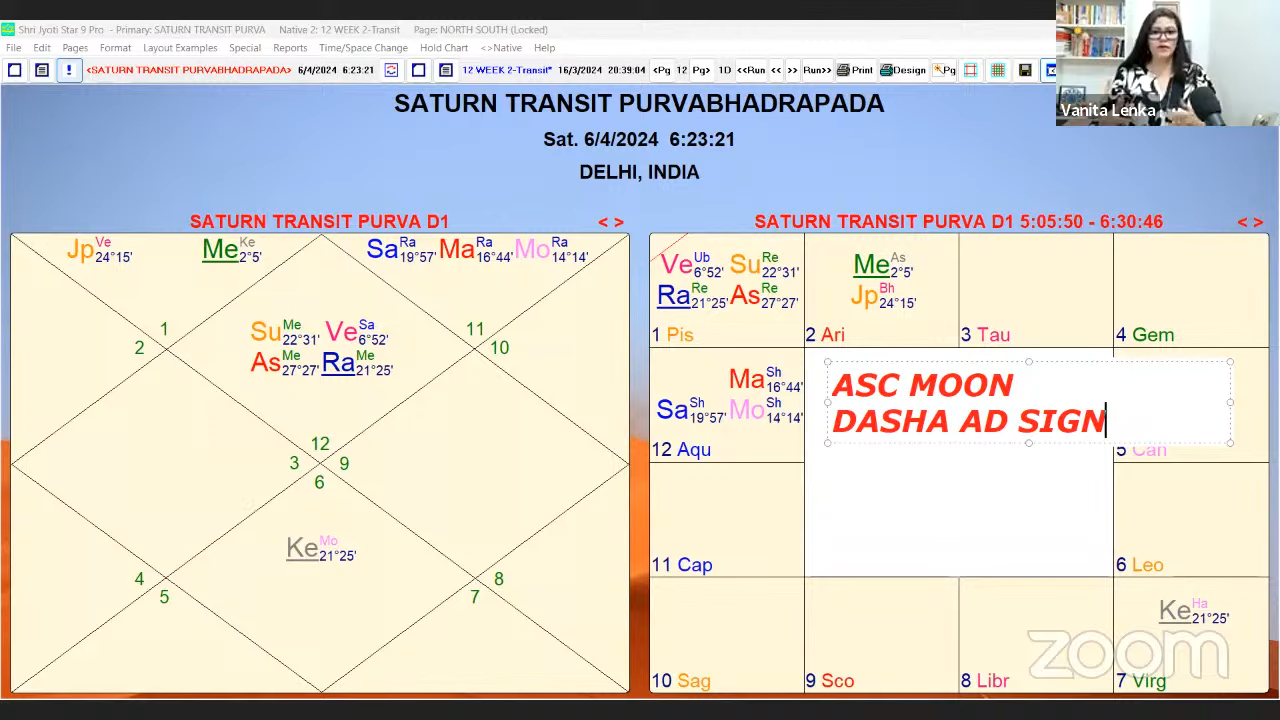 Shri Jyoti Star 9 Pro - Primary: SATURN TRANSIT PURVA Native 2: 12 WEEK 2-Transit Page: NORTH SOUTH (Locked)
File Edit Pages Format Layout Examples Special Reports Time/Space Change Hold Chart <>Native Help
<SATURN TRANSIT PURVABHADRAPADA> 6/4/2024 6:23:21 12 WEEK 2-Transit* 16/3/2024 20:39:04 <Pg 12 Pg> 1D <<Run << >> Run>> Print Design Pg
Vanita Lenka
SATURN TRANSIT PURVABHADRAPADA
Sat. 6/4/2024 6:23:21
DELHI, INDIA
SATURN TRANSIT PURVA D1 < >
Jp Ve 24°15' Me Ke 2°5' Sa Ra 19°57' Ma Ra 16°44' Mo Ra 14°14'
Su Me 22°31' Ve Sa 6°52'
As Me 27°27' Ra Me 21°25'
1 11
2 10
12
3 9
6
Ke Mo 21°25'
4 8
5 7
SATURN TRANSIT PURVA D1 5:05:50 - 6:30:46 < >
Ve Ub 6°52' Su Re 22°31' Me As 2°5'
Ra Re 21°25' As Re 27°27' Jp Bh 24°15'
1 Pis 2 Ari 3 Tau 4 Gem
Ma Sh 16°44'
Sa Sh 19°57' Mo Sh 14°14'
12 Aqu 5 Can
ASC MOON
DASHA AD SIGN
11 Cap 6 Leo
Ke Ha 21°25'
10 Sag 9 Sco 8 Libr 7 Virg
zoom